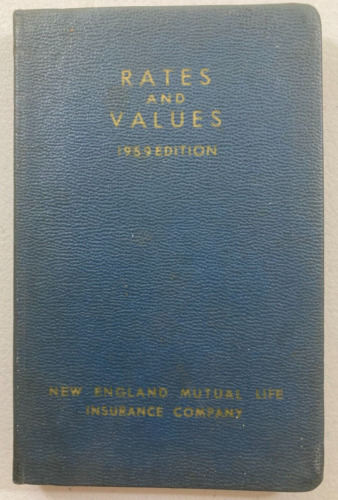 RATES
AND
VALUES
1959 EDITION
NEW ENGLAND MUTUAL LIFE
INSURANCE COMPANY